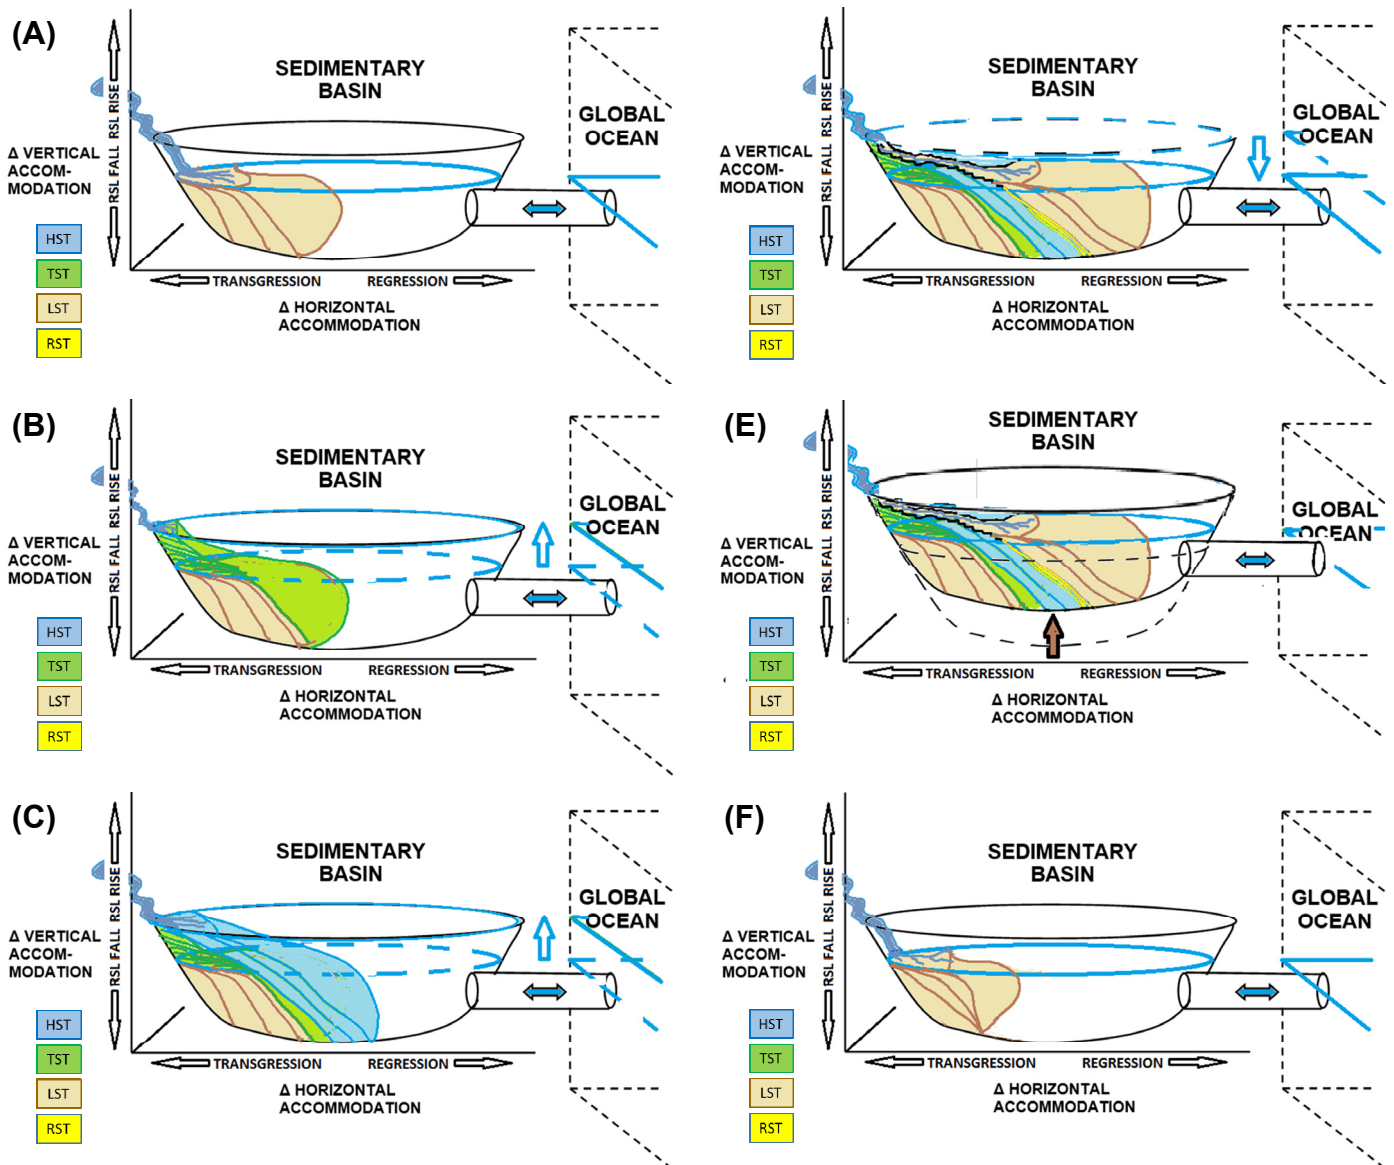 (A)
SEDIMENTARY
BASIN
GLOBAL
OCEAN
RSL FALL RSL RISE
Δ VERTICAL
ACCOM-
MODATION
HST
TST
LST
RST
TRANSGRESSION
REGRESSION
Δ HORIZONTAL
ACCOMMODATION
SEDIMENTARY
BASIN
GLOBAL
OCEAN
RSL FALL RSL RISE
Δ VERTICAL
ACCOM-
MODATION
HST
TST
LST
RST
TRANSGRESSION
REGRESSION
Δ HORIZONTAL
ACCOMMODATION
(B)
SEDIMENTARY
BASIN
GLOBAL
OCEAN
RSL FALL RSL RISE
Δ VERTICAL
ACCOM-
MODATION
HST
TST
LST
RST
TRANSGRESSION
REGRESSION
Δ HORIZONTAL
ACCOMMODATION
(E)
SEDIMENTARY
BASIN
GLOBAL
OCEAN
RSL FALL RSL RISE
Δ VERTICAL
ACCOM-
MODATION
HST
TST
LST
RST
TRANSGRESSION
REGRESSION
Δ HORIZONTAL
ACCOMMODATION
(C)
SEDIMENTARY
BASIN
GLOBAL
OCEAN
RSL FALL RSL RISE
Δ VERTICAL
ACCOM-
MODATION
HST
TST
LST
RST
TRANSGRESSION
REGRESSION
Δ HORIZONTAL
ACCOMMODATION
(F)
SEDIMENTARY
BASIN
GLOBAL
OCEAN
RSL FALL RSL RISE
Δ VERTICAL
ACCOM-
MODATION
HST
TST
LST
RST
TRANSGRESSION
REGRESSION
Δ HORIZONTAL
ACCOMMODATION